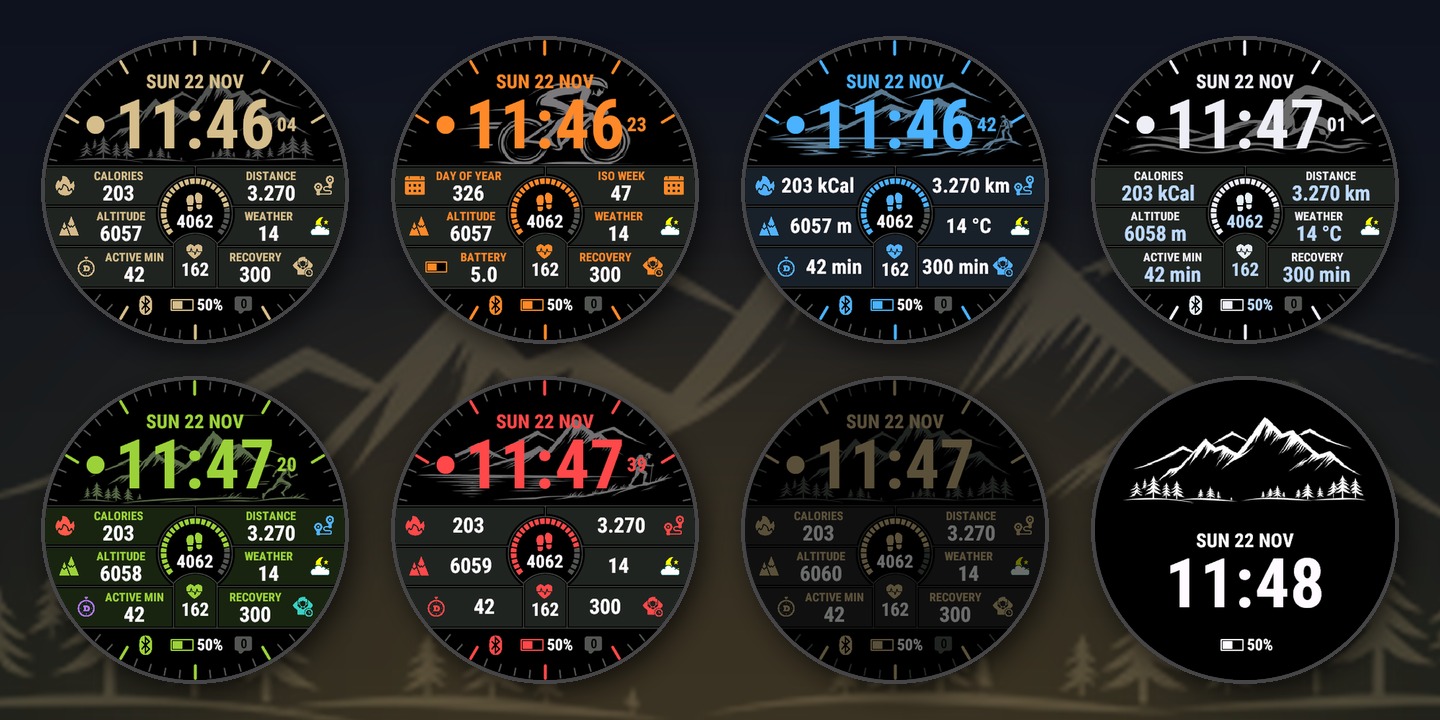 SUN 22 NOV
11:46 04
CALORIES 203
DISTANCE 3.270
ALTITUDE 6057
4062
WEATHER 14
ACTIVE MIN 42
162
RECOVERY 300
50% 0
SUN 22 NOV
11:46 23
DAY OF YEAR 326
ISO WEEK 47
ALTITUDE 6057
4062
WEATHER 14
BATTERY 5.0
162
RECOVERY 300
50% 0
SUN 22 NOV
11:46 42
203 kCal
3.270 km
6057 m
4062
14 °C
D 42 min
162
300 min
50% 0
SUN 22 NOV
11:47 01
CALORIES 203 kCal
DISTANCE 3.270 km
ALTITUDE 6058 m
4062
WEATHER 14 °C
ACTIVE MIN 42 min
162
RECOVERY 300 min
50% 0
SUN 22 NOV
11:47 20
CALORIES 203
DISTANCE 3.270
ALTITUDE 6058
4062
WEATHER 14
D ACTIVE MIN 42
162
RECOVERY 300
50% 0
SUN 22 NOV
11:47 39
203
3.270
6059
4062
14
D 42
162
300
50% 0
SUN 22 NOV
11:47
CALORIES 203
DISTANCE 3.270
ALTITUDE 6060
4062
WEATHER 14
D ACTIVE MIN 42
162
RECOVERY 300
50% 0
SUN 22 NOV
11:48
50%